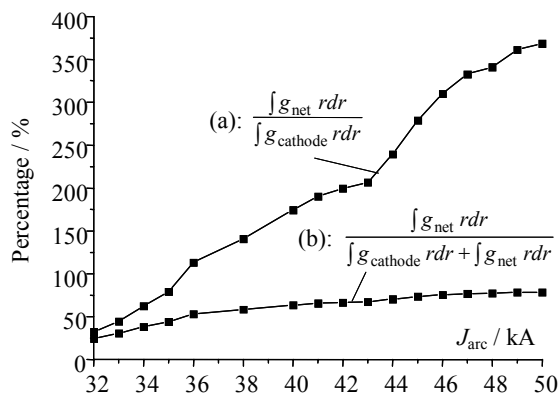 400
350
300
250
200
150
100
50
0
Percentage / %
(a): ∫ g_net rdr / ∫ g_cathode rdr
(b): ∫ g_net rdr / ∫ g_cathode rdr + ∫ g_net rdr
J_arc / kA
32 34 36 38 40 42 44 46 48 50